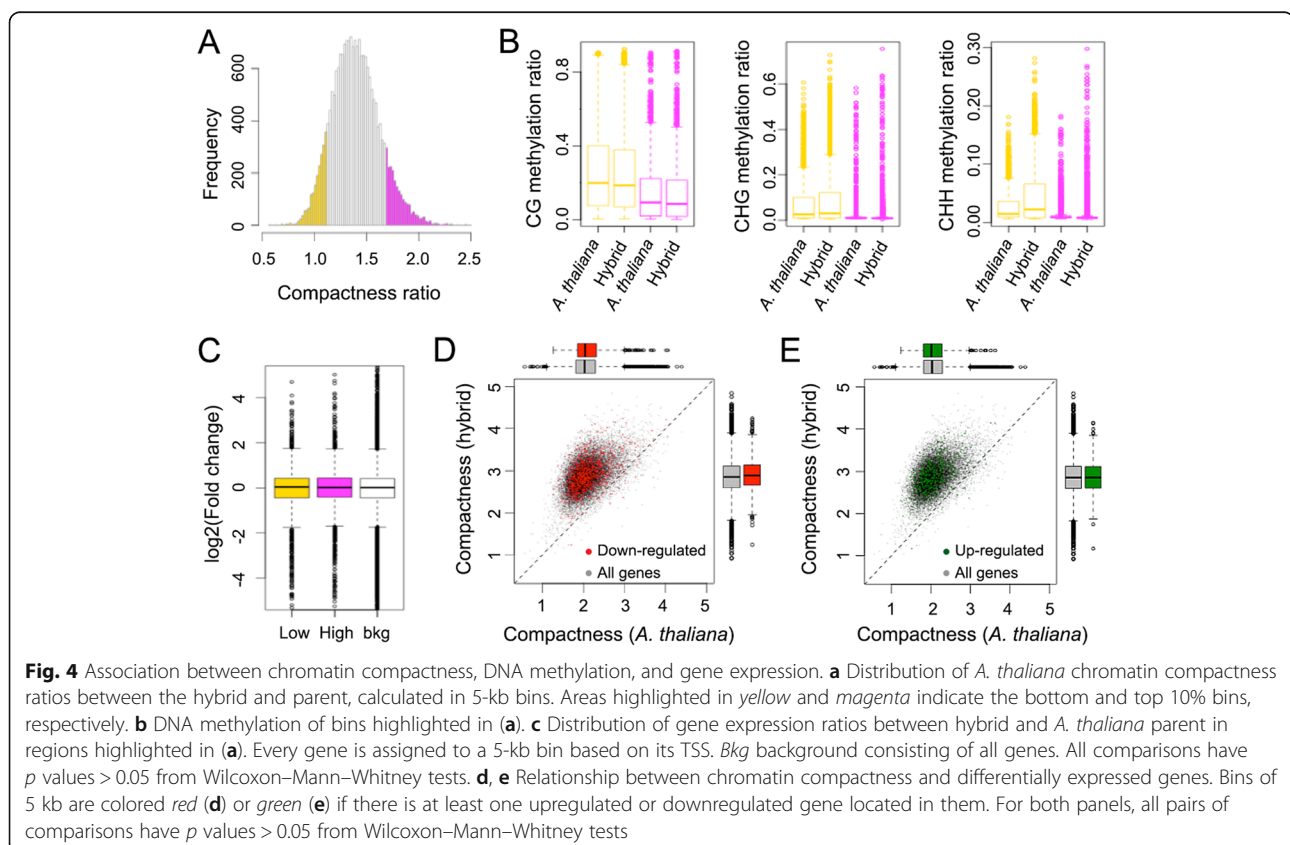 A
Frequency
600
400
200
0
0.5 1.0 1.5 2.0 2.5
Compactness ratio
B
CG methylation ratio
0.8
0.4
0.0
A. thaliana
Hybrid
A. thaliana
Hybrid
CHG methylation ratio
0.6
0.4
0.2
0.0
A. thaliana
Hybrid
A. thaliana
Hybrid
CHH methylation ratio
0.30
0.20
0.10
0.00
A. thaliana
Hybrid
A. thaliana
Hybrid
C
log2(Fold change)
4
2
0
-2
-4
Low High bkg
D
Compactness (hybrid)
5
4
3
2
1
Down-regulated
All genes
1 2 3 4 5
Compactness (A. thaliana)
E
Compactness (hybrid)
5
4
3
2
1
Up-regulated
All genes
1 2 3 4 5
Compactness (A. thaliana)
Fig. 4 Association between chromatin compactness, DNA methylation, and gene expression. a Distribution of A. thaliana chromatin compactness
ratios between the hybrid and parent, calculated in 5-kb bins. Areas highlighted in yellow and magenta indicate the bottom and top 10% bins,
respectively. b DNA methylation of bins highlighted in (a). c Distribution of gene expression ratios between hybrid and A. thaliana parent in
regions highlighted in (a). Every gene is assigned to a 5-kb bin based on its TSS. Bkg background consisting of all genes. All comparisons have
p values > 0.05 from Wilcoxon–Mann–Whitney tests. d, e Relationship between chromatin compactness and differentially expressed genes. Bins of
5 kb are colored red (d) or green (e) if there is at least one upregulated or downregulated gene located in them. For both panels, all pairs of
comparisons have p values > 0.05 from Wilcoxon–Mann–Whitney tests